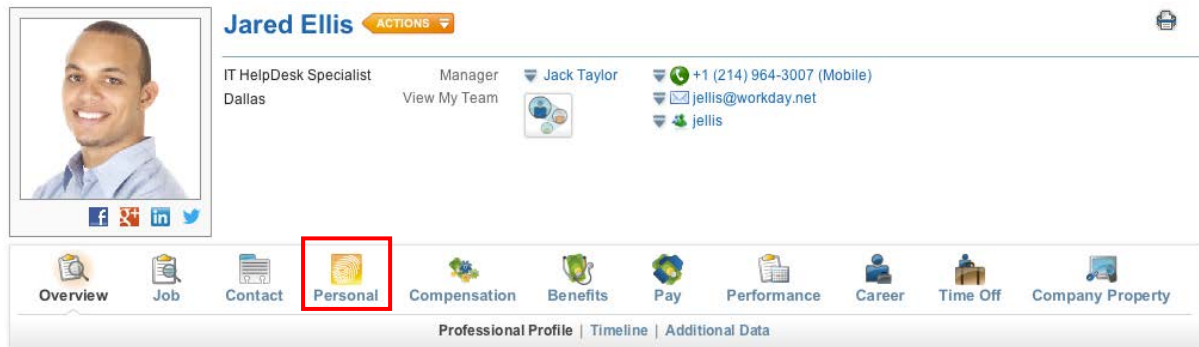 Jared Ellis ACTIONS
IT HelpDesk Specialist Manager Jack Taylor +1 (214) 964-3007 (Mobile)
Dallas View My Team jellis@workday.net
jellis
f g+ in
Overview Job Contact Personal Compensation Benefits Pay Performance Career Time Off Company Property
Professional Profile | Timeline | Additional Data